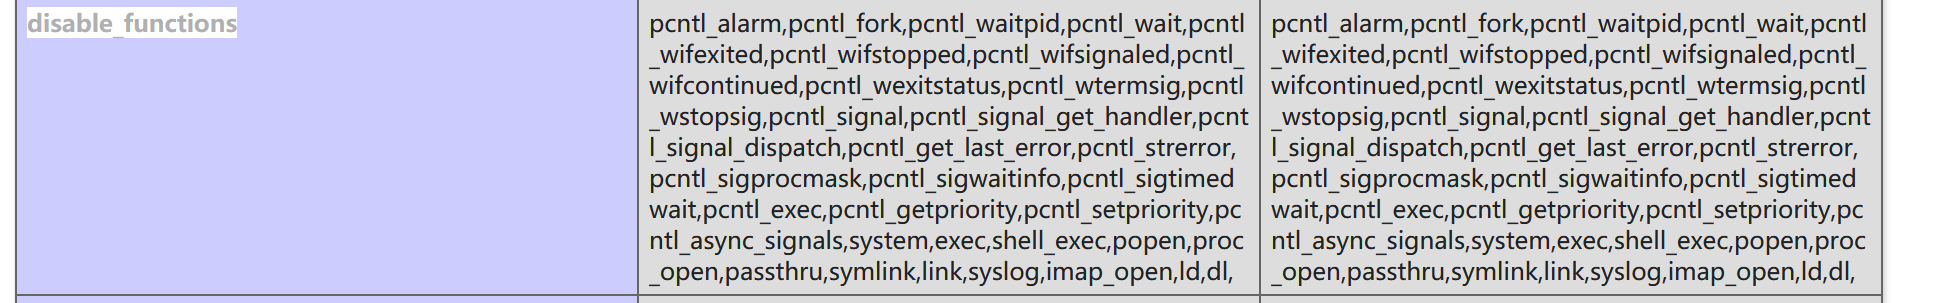 disable_functions
pcntl_alarm,pcntl_fork,pcntl_waitpid,pcntl_wait,pcntl
_wifexited,pcntl_wifstopped,pcntl_wifsignaled,pcntl_
wifcontinued,pcntl_wexitstatus,pcntl_wtermsig,pcntl
_wstopsig,pcntl_signal,pcntl_signal_get_handler,pcnt
l_signal_dispatch,pcntl_get_last_error,pcntl_strerror,
pcntl_sigprocmask,pcntl_sigwaitinfo,pcntl_sigtimed
wait,pcntl_exec,pcntl_getpriority,pcntl_setpriority,pc
ntl_async_signals,system,exec,shell_exec,popen,proc
_open,passthru,symlink,link,syslog,imap_open,ld,dl,
pcntl_alarm,pcntl_fork,pcntl_waitpid,pcntl_wait,pcntl
_wifexited,pcntl_wifstopped,pcntl_wifsignaled,pcntl_
wifcontinued,pcntl_wexitstatus,pcntl_wtermsig,pcntl
_wstopsig,pcntl_signal,pcntl_signal_get_handler,pcnt
l_signal_dispatch,pcntl_get_last_error,pcntl_strerror,
pcntl_sigprocmask,pcntl_sigwaitinfo,pcntl_sigtimed
wait,pcntl_exec,pcntl_getpriority,pcntl_setpriority,pc
ntl_async_signals,system,exec,shell_exec,popen,proc
_open,passthru,symlink,link,syslog,imap_open,ld,dl,